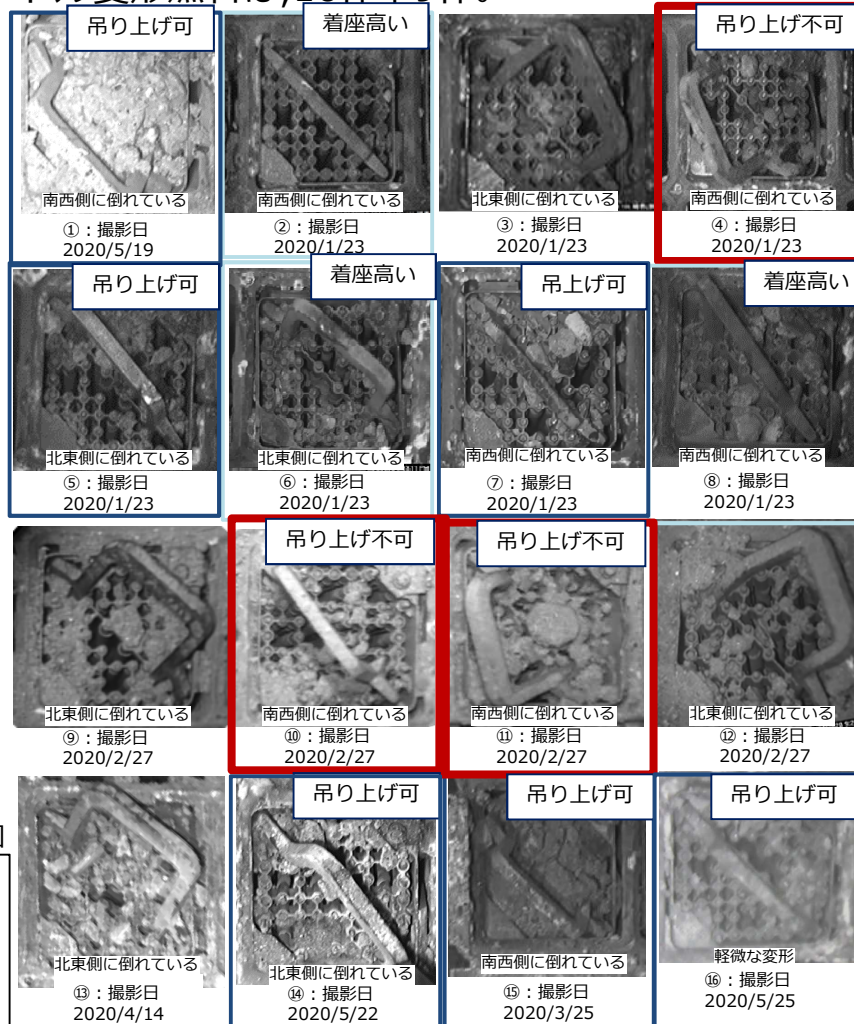 吊り上げ可
着座高い
吊り上げ不可
南西側に倒れている
南西側に倒れている
北東側に倒れている
南西側に倒れている
①：撮影日
2020/5/19
②：撮影日
2020/1/23
③：撮影日
2020/1/23
④：撮影日
2020/1/23
吊り上げ可
着座高い
吊上げ可
着座高い
北東側に倒れている
北東側に倒れている
南西側に倒れている
南西側に倒れている
⑤：撮影日
2020/1/23
⑥：撮影日
2020/1/23
⑦：撮影日
2020/1/23
⑧：撮影日
2020/1/23
吊り上げ不可
吊り上げ不可
北東側に倒れている
南西側に倒れている
南西側に倒れている
北東側に倒れている
⑨：撮影日
2020/2/27
⑩：撮影日
2020/2/27
⑪：撮影日
2020/2/27
⑫：撮影日
2020/2/27
吊り上げ可
吊り上げ可
吊り上げ可
北東側に倒れている
北東側に倒れている
南西側に倒れている
軽微な変形
⑬：撮影日
2020/4/14
⑭：撮影日
2020/5/22
⑮：撮影日
2020/3/25
⑯：撮影日
2020/5/25